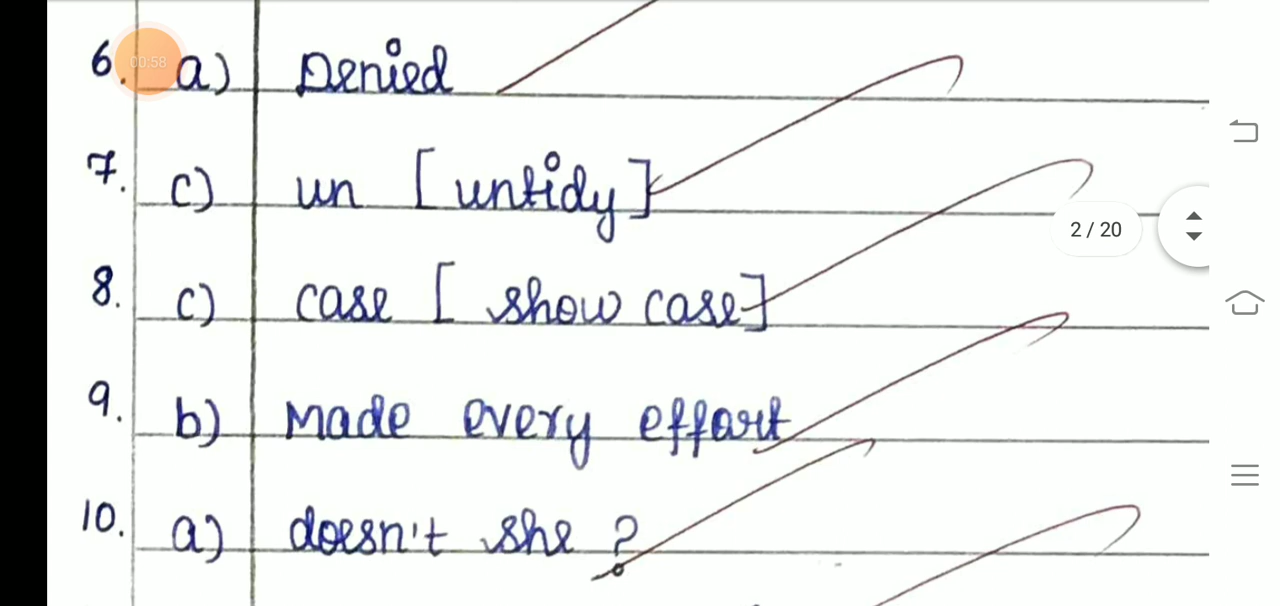 6. a) Denied
00:58
7. c) un [untidy]
8. c) case [ show case]
2 / 20
9. b) Made every effort
10. a) doesn't she ?